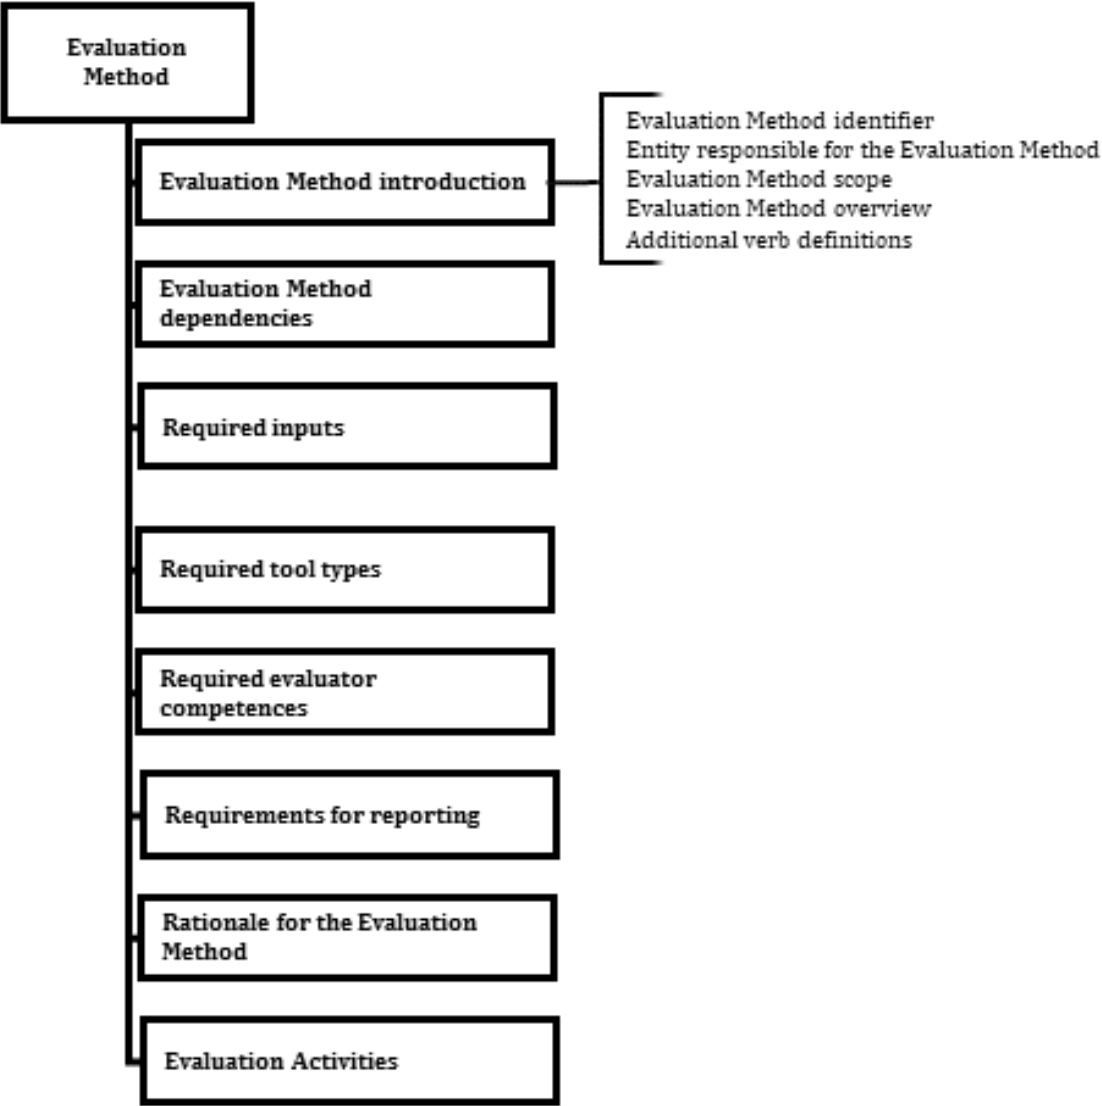 Evaluation
Method
Evaluation Method introduction
Evaluation Method identifier
Entity responsible for the Evaluation Method
Evaluation Method scope
Evaluation Method overview
Additional verb definitions
Evaluation Method
dependencies
Required inputs
Required tool types
Required evaluator
competences
Requirements for reporting
Rationale for the Evaluation
Method
Evaluation Activities